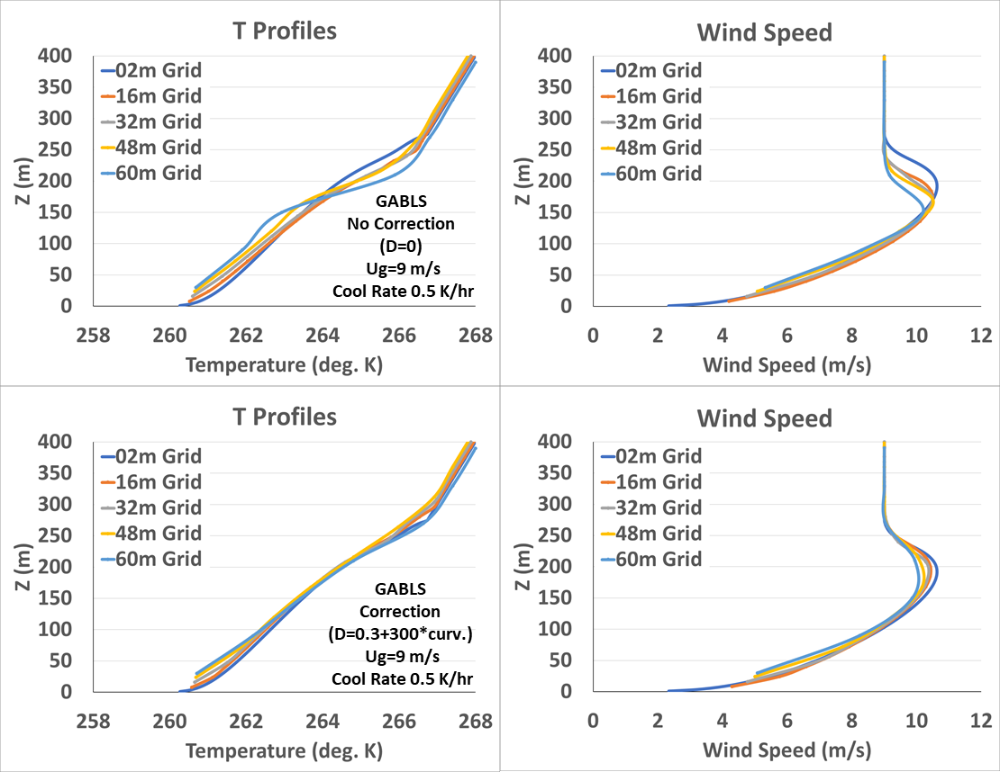 T Profiles
400
350
300
250
200
150
100
50
0
Z (m)
02m Grid
16m Grid
32m Grid
48m Grid
60m Grid
GABLS
No Correction
(D=0)
Ug=9 m/s
Cool Rate 0.5 K/hr
258 260 262 264 266 268
Temperature (deg. K)
Wind Speed
400
350
300
250
200
150
100
50
0
Z (m)
02m Grid
16m Grid
32m Grid
48m Grid
60m Grid
0 2 4 6 8 10 12
Wind Speed (m/s)
T Profiles
400
350
300
250
200
150
100
50
0
Z (m)
02m Grid
16m Grid
32m Grid
48m Grid
60m Grid
GABLS
Correction
(D=0.3+300*curv.)
Ug=9 m/s
Cool Rate 0.5 K/hr
258 260 262 264 266 268
Temperature (deg. K)
Wind Speed
400
350
300
250
200
150
100
50
0
Z (m)
02m Grid
16m Grid
32m Grid
48m Grid
60m Grid
0 2 4 6 8 10 12
Wind Speed (m/s)